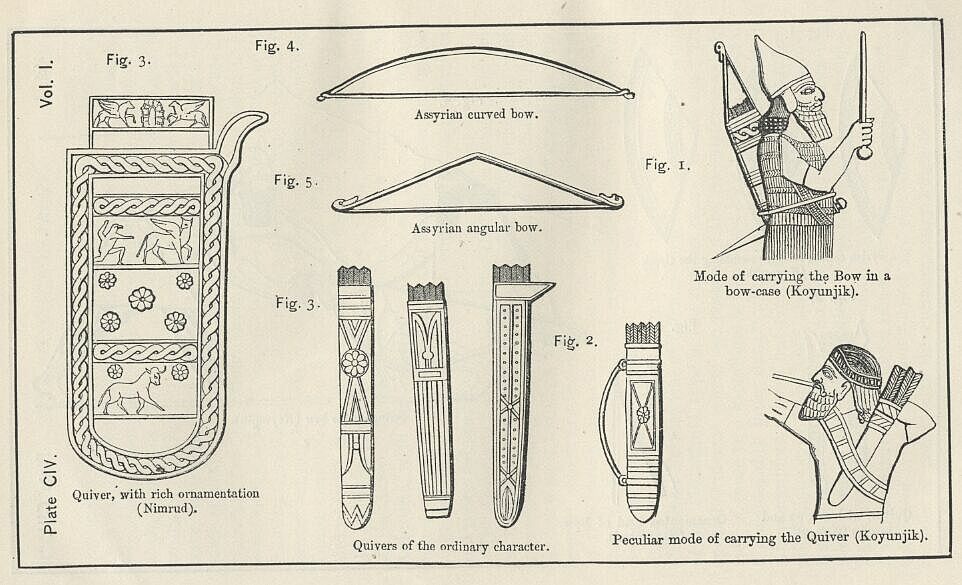 Vol. I.
Fig. 3.
Fig. 4.
Assyrian curved bow.
Fig. 5.
Assyrian angular bow.
Fig. 1.
Mode of carrying the Bow in a
bow-case (Koyunjik).
Fig. 3.
Fig. 2.
Plate CIV.
Quiver, with rich ornamentation
(Nimrud).
Quivers of the ordinary character.
Peculiar mode of carrying the Quiver (Koyunjik).